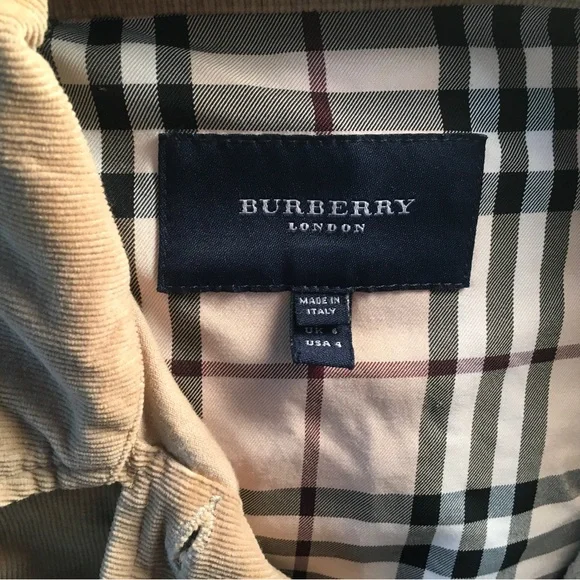 BURBERRY
LONDON
MADE IN
ITALY
UK 6
USA 4